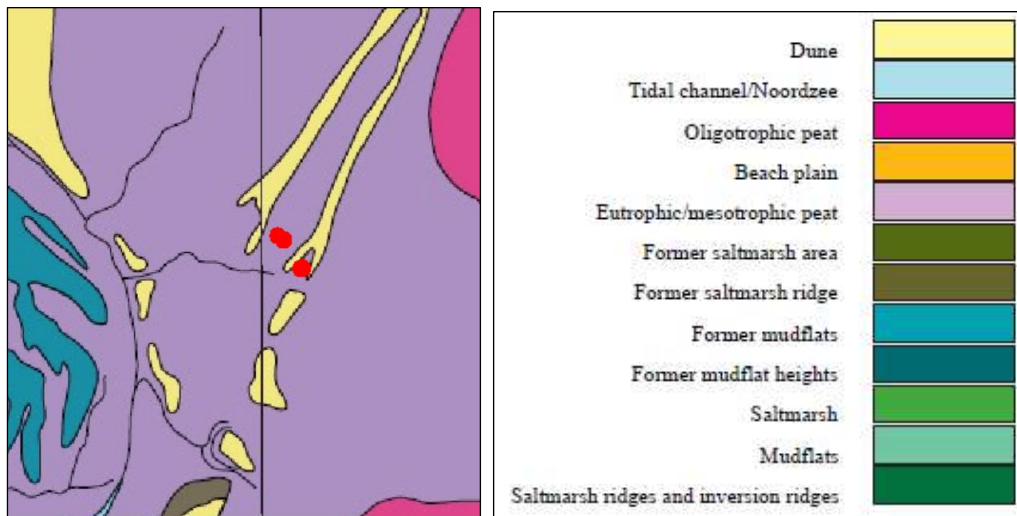 Dune
Tidal channel/Noordzee
Oligotrophic peat
Beach plain
Eutrophic/mesotrophic peat
Former saltmarsh area
Former saltmarsh ridge
Former mudflats
Former mudflat heights
Saltmarsh
Mudflats
Saltmarsh ridges and inversion ridges